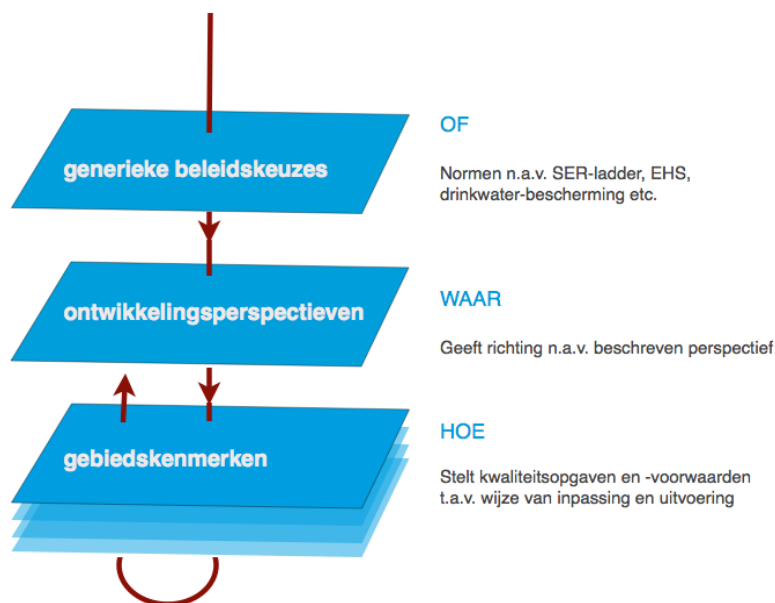 generieke beleidskeuzes
OF
Normen n.a.v. SER-ladder, EHS,
drinkwater-bescherming etc.
ontwikkelingsperspectieven
WAAR
Geeft richting n.a.v. beschreven perspectief
gebiedskenmerken
HOE
Stelt kwaliteitsopgaven en -voorwaarden
t.a.v. wijze van inpassing en uitvoering